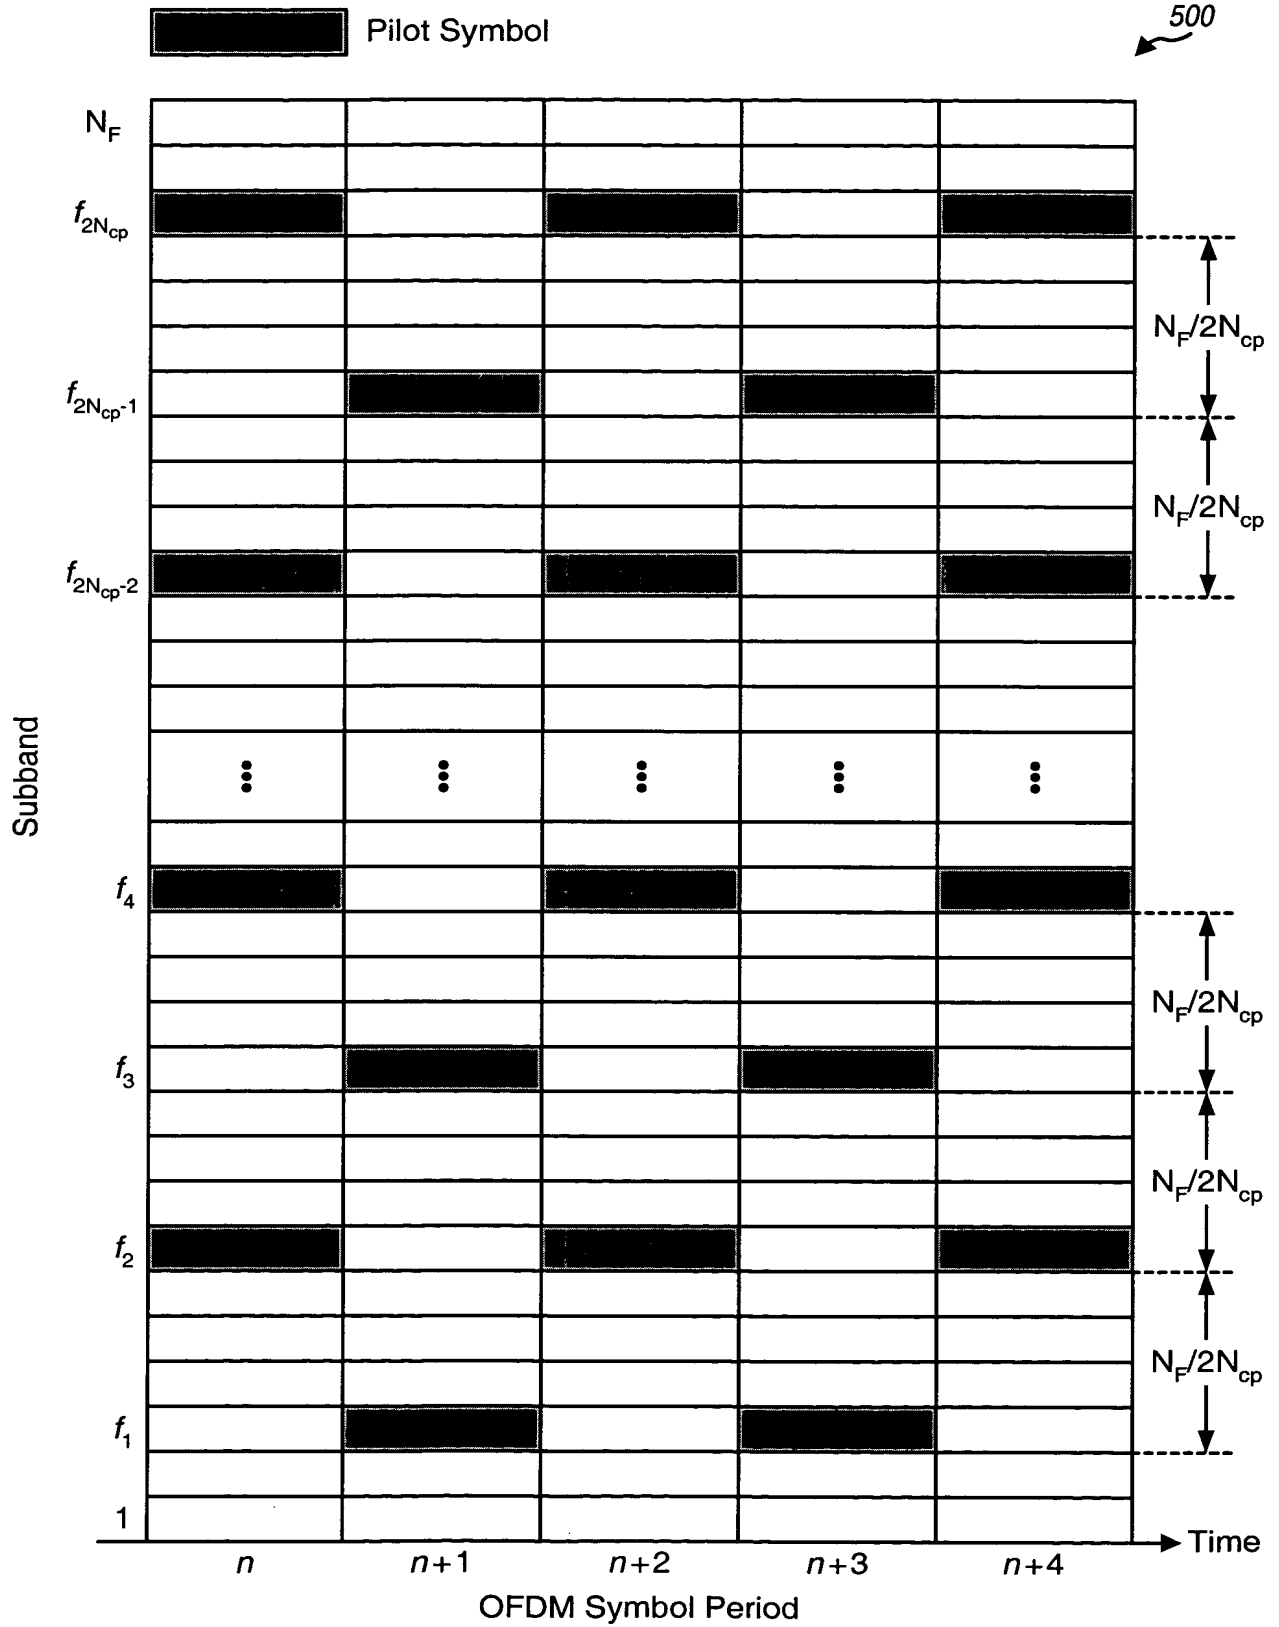 Pilot Symbol
500
N_F
f_2N_cp
N_F/2N_cp
f_2N_cp-1
N_F/2N_cp
f_2N_cp-2
Subband
f_4
N_F/2N_cp
f_3
N_F/2N_cp
f_2
N_F/2N_cp
f_1
1
Time
n n+1 n+2 n+3 n+4
OFDM Symbol Period